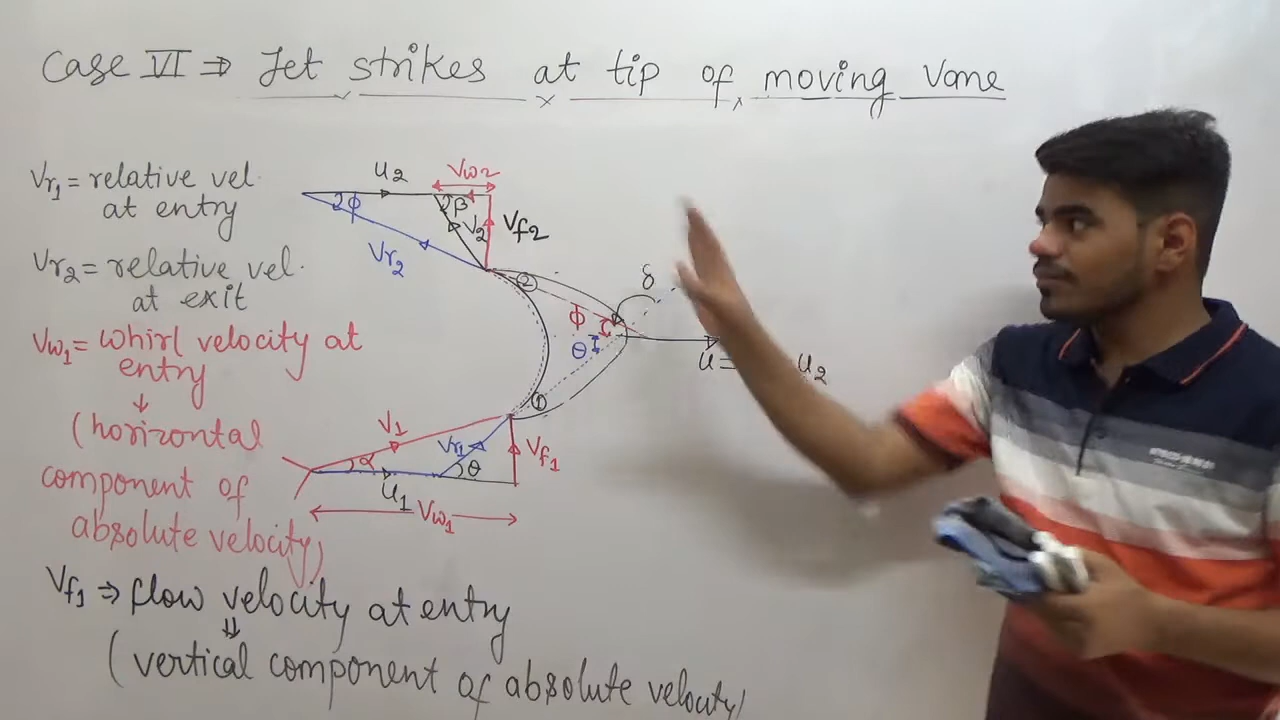 Case VI ⇒ Jet strikes at tip of moving Vane
Vr1 = relative vel.
at entry
Vr2 = relative vel.
at exit
Vw1 = whirl velocity at
entry
↓
(horizontal
component of
absolute velocity)
Vf1 ⇒ flow velocity at entry
⇓
(vertical component of absolute velocity)
u2
Vw2
φ
β
V2
Vf2
Vr2
2
δ
φ
θ
u =
u2
1
V1
Vr1
Vf1
α
θ
u1
Vw1